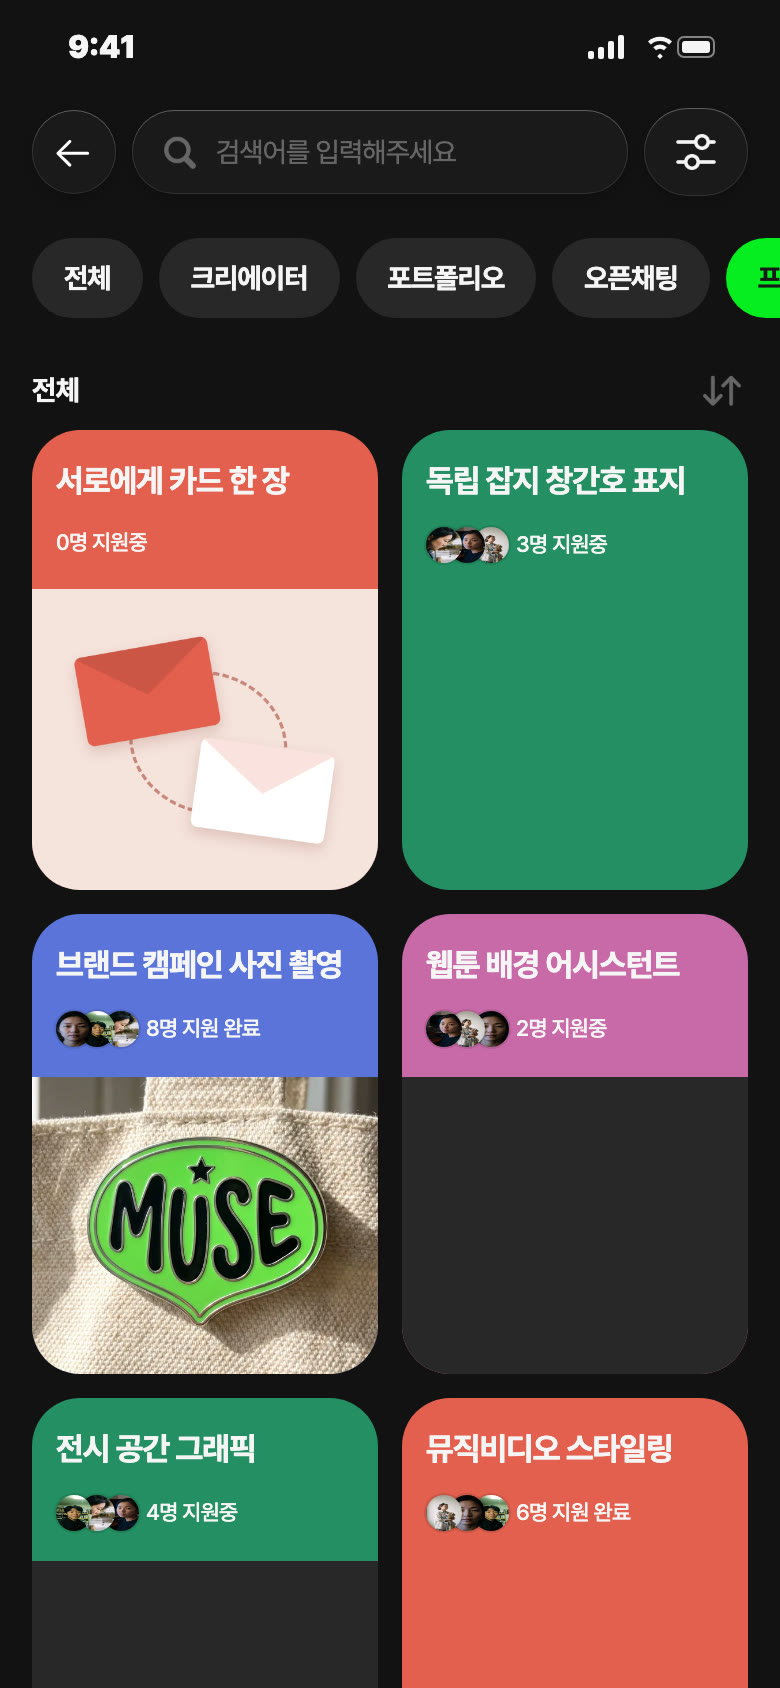 9:41
검색어를 입력해주세요
전체
크리에이터
포트폴리오
오픈채팅
전체
서로에게 카드 한 장
0명 지원중
독립 잡지 창간호 표지
3명 지원중
브랜드 캠페인 사진 촬영
8명 지원 완료
MUSE
웹툰 배경 어시스턴트
2명 지원중
전시 공간 그래픽
4명 지원중
뮤직비디오 스타일링
6명 지원 완료